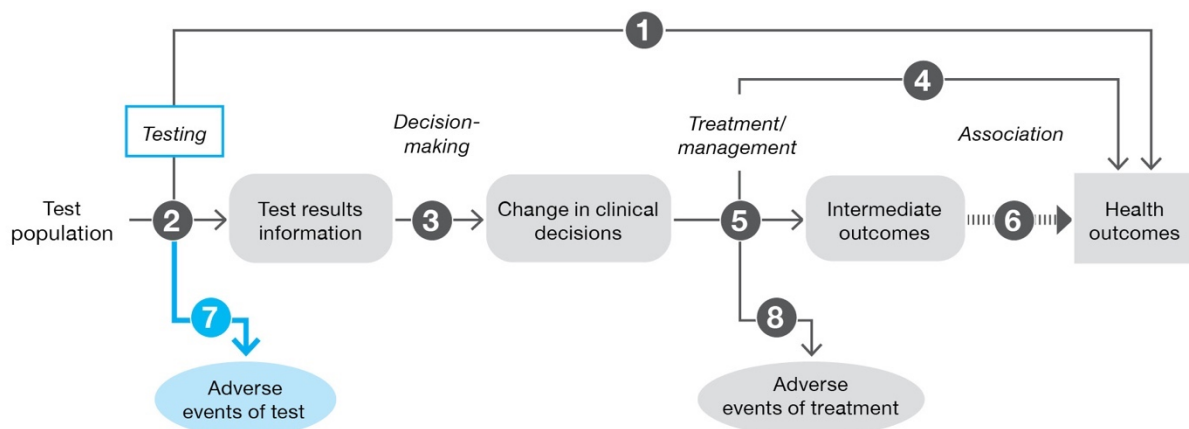 1
4
Testing
Decision-
making
Treatment/
management
Association
Test
population
2
Test results
information
3
Change in clinical
decisions
5
Intermediate
outcomes
6
Health
outcomes
7
8
Adverse
events of test
Adverse
events of treatment